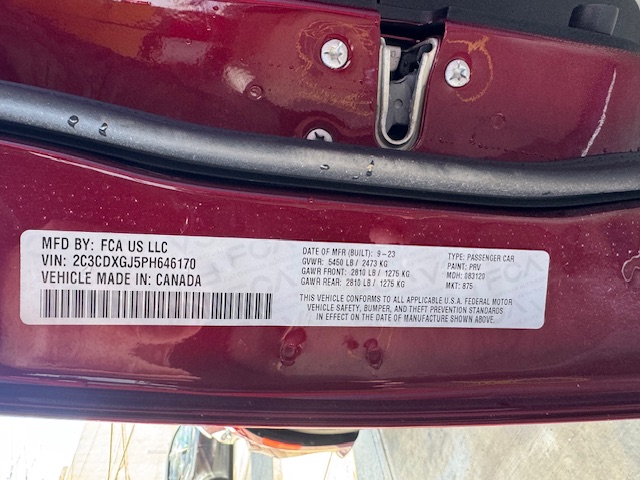 MFD BY: FCA US LLC
VIN: 2C3CDXGJ5PH646170
VEHICLE MADE IN: CANADA
DATE OF MFR (BUILT): 9-23
GVWR: 5450 LB / 2473 KG
GAWR FRONT: 2810 LB / 1275 KG
GAWR REAR: 2810 LB / 1275 KG
TYPE: PASSENGER CAR
PAINT: PRV
MDH: 083120
MKT: 875
THIS VEHICLE CONFORMS TO ALL APPLICABLE U.S.A. FEDERAL MOTOR
VEHICLE SAFETY, BUMPER, AND THEFT PREVENTION STANDARDS
IN EFFECT ON THE DATE OF MANUFACTURE SHOWN ABOVE.